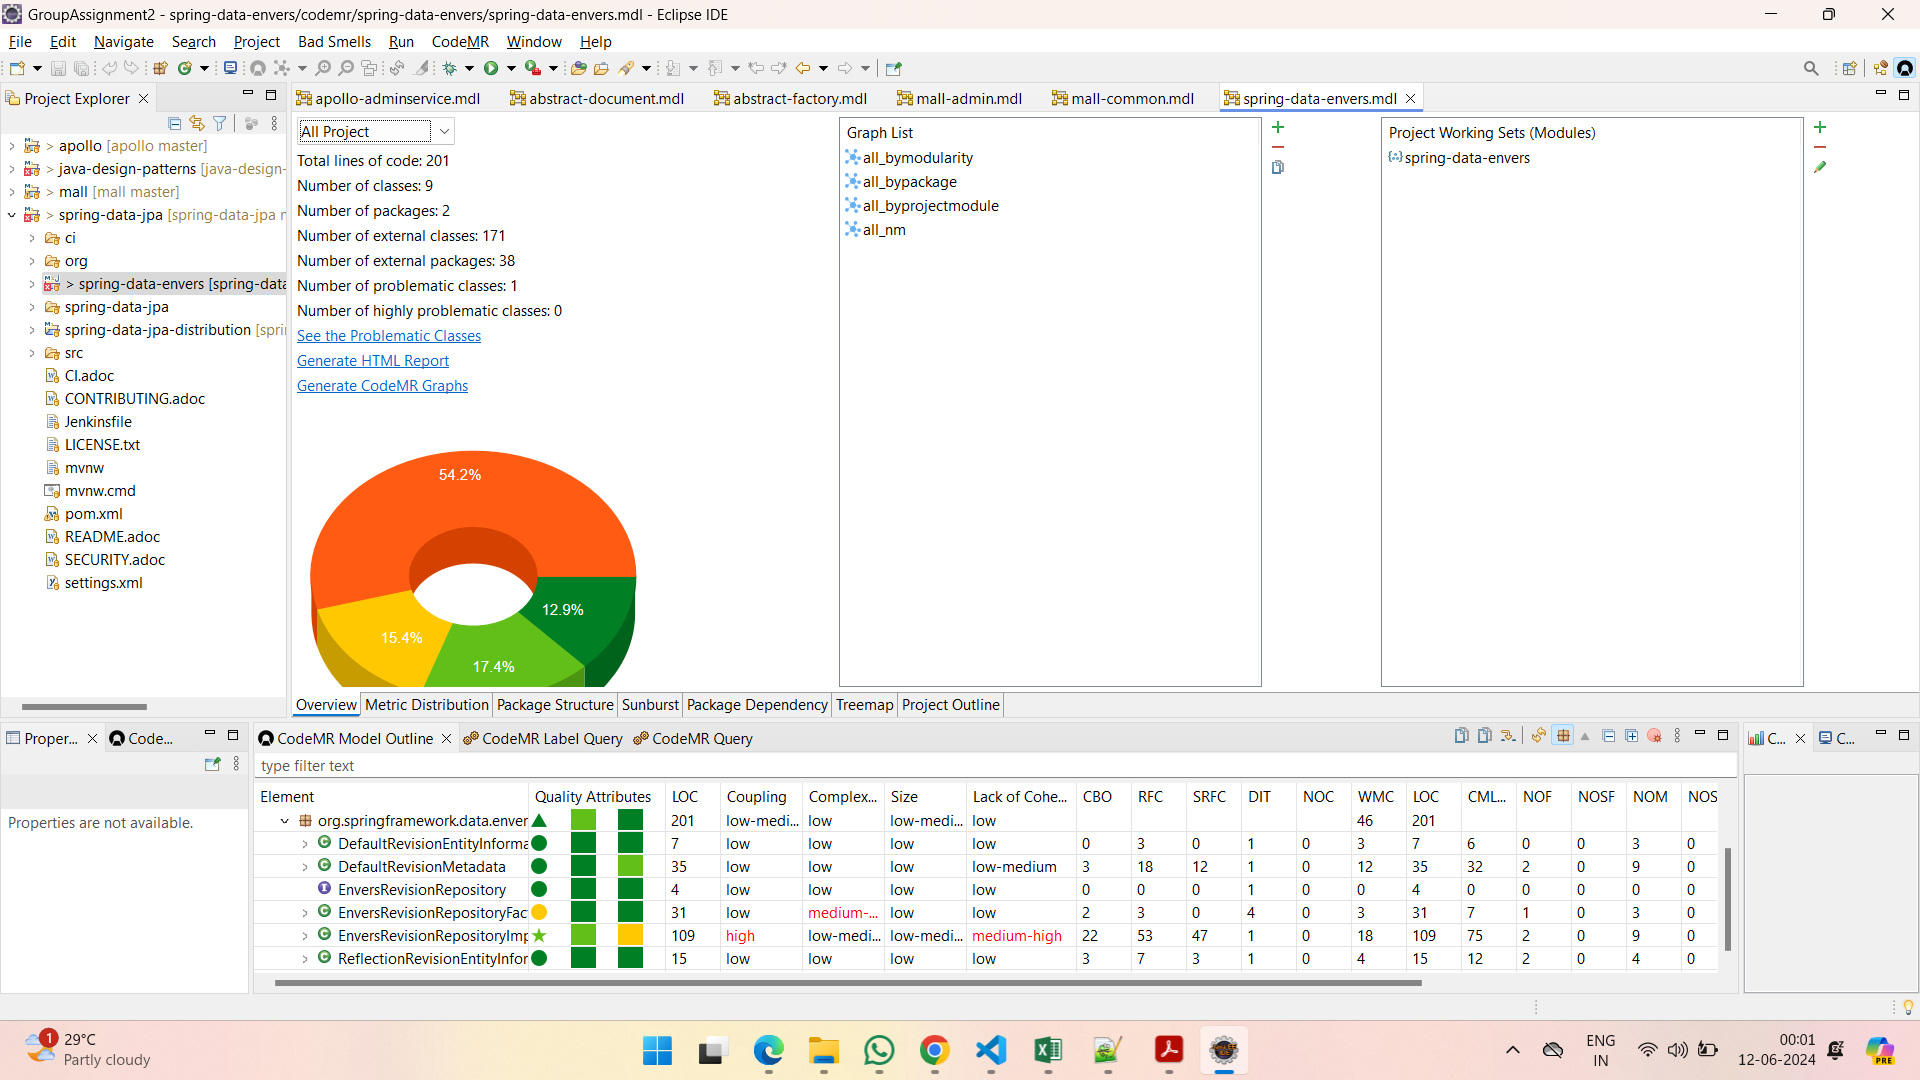 GroupAssignment2 - spring-data-envers/codemr/spring-data-envers/spring-data-envers.mdl - Eclipse IDE
File Edit Navigate Search Project Bad Smells Run CodeMR Window Help
Project Explorer
> apollo [apollo master]
> java-design-patterns [java-design-
> mall [mall master]
> spring-data-jpa [spring-data-jpa m
ci
org
> spring-data-envers [spring-data
spring-data-jpa
spring-data-jpa-distribution [sprin
src
CI.adoc
CONTRIBUTING.adoc
Jenkinsfile
LICENSE.txt
mvnw
mvnw.cmd
pom.xml
README.adoc
SECURITY.adoc
settings.xml
apollo-adminservice.mdl abstract-document.mdl abstract-factory.mdl mall-admin.mdl mall-common.mdl spring-data-envers.mdl
All Project
Total lines of code: 201
Number of classes: 9
Number of packages: 2
Number of external classes: 171
Number of external packages: 38
Number of problematic classes: 1
Number of highly problematic classes: 0
See the Problematic Classes
Generate HTML Report
Generate CodeMR Graphs
54.2%
12.9%
15.4%
17.4%
Graph List
all_bymodularity
all_bypackage
all_byprojectmodule
all_nm
Project Working Sets (Modules)
spring-data-envers
Overview Metric Distribution Package Structure Sunburst Package Dependency Treemap Project Outline
Proper... Code...
Properties are not available.
CodeMR Model Outline CodeMR Label Query CodeMR Query
type filter text
Element Quality Attributes LOC Coupling Complex... Size Lack of Cohe... CBO RFC SRFC DIT NOC WMC LOC CML... NOF NOSF NOM NOS
org.springframework.data.enver 201 low-medi... low low-medi... low 46 201
DefaultRevisionEntityInforma 7 low low low low 0 3 0 1 0 3 7 6 0 0 3 0
DefaultRevisionMetadata 35 low low low low-medium 3 18 12 1 0 12 35 32 2 0 9 0
EnversRevisionRepository 4 low low low low 0 0 0 1 0 0 4 0 0 0 0
EnversRevisionRepositoryFac 31 low medium-... low low 2 3 0 4 0 3 31 7 1 0 3 0
EnversRevisionRepositoryImp 109 high low-medi... low-medi... medium-high 22 53 47 1 0 18 109 75 2 0 9 0
ReflectionRevisionEntityInfor 15 low low low low 3 7 3 1 0 4 15 12 2 0 4 0
C... C...
1
29°C
Partly cloudy
ENG
IN
00:01
12-06-2024
PRE